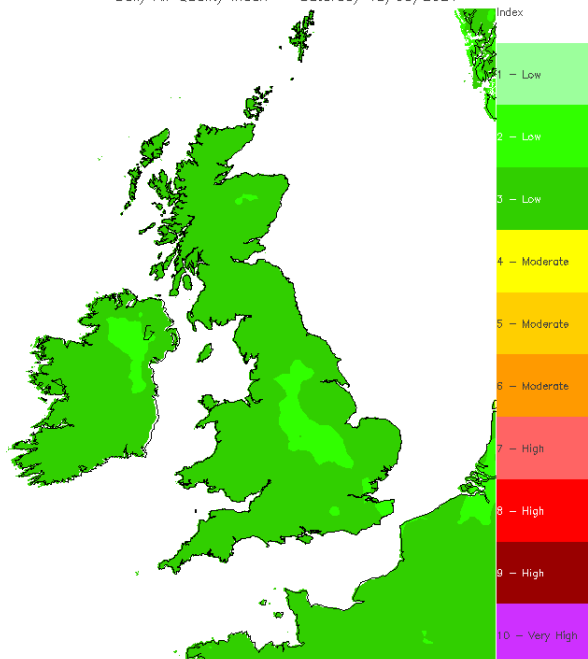 Index
1 - Low
2 - Low
3 - Low
4 - Moderate
5 - Moderate
6 - Moderate
7 - High
8 - High
9 - High
10 - Very High